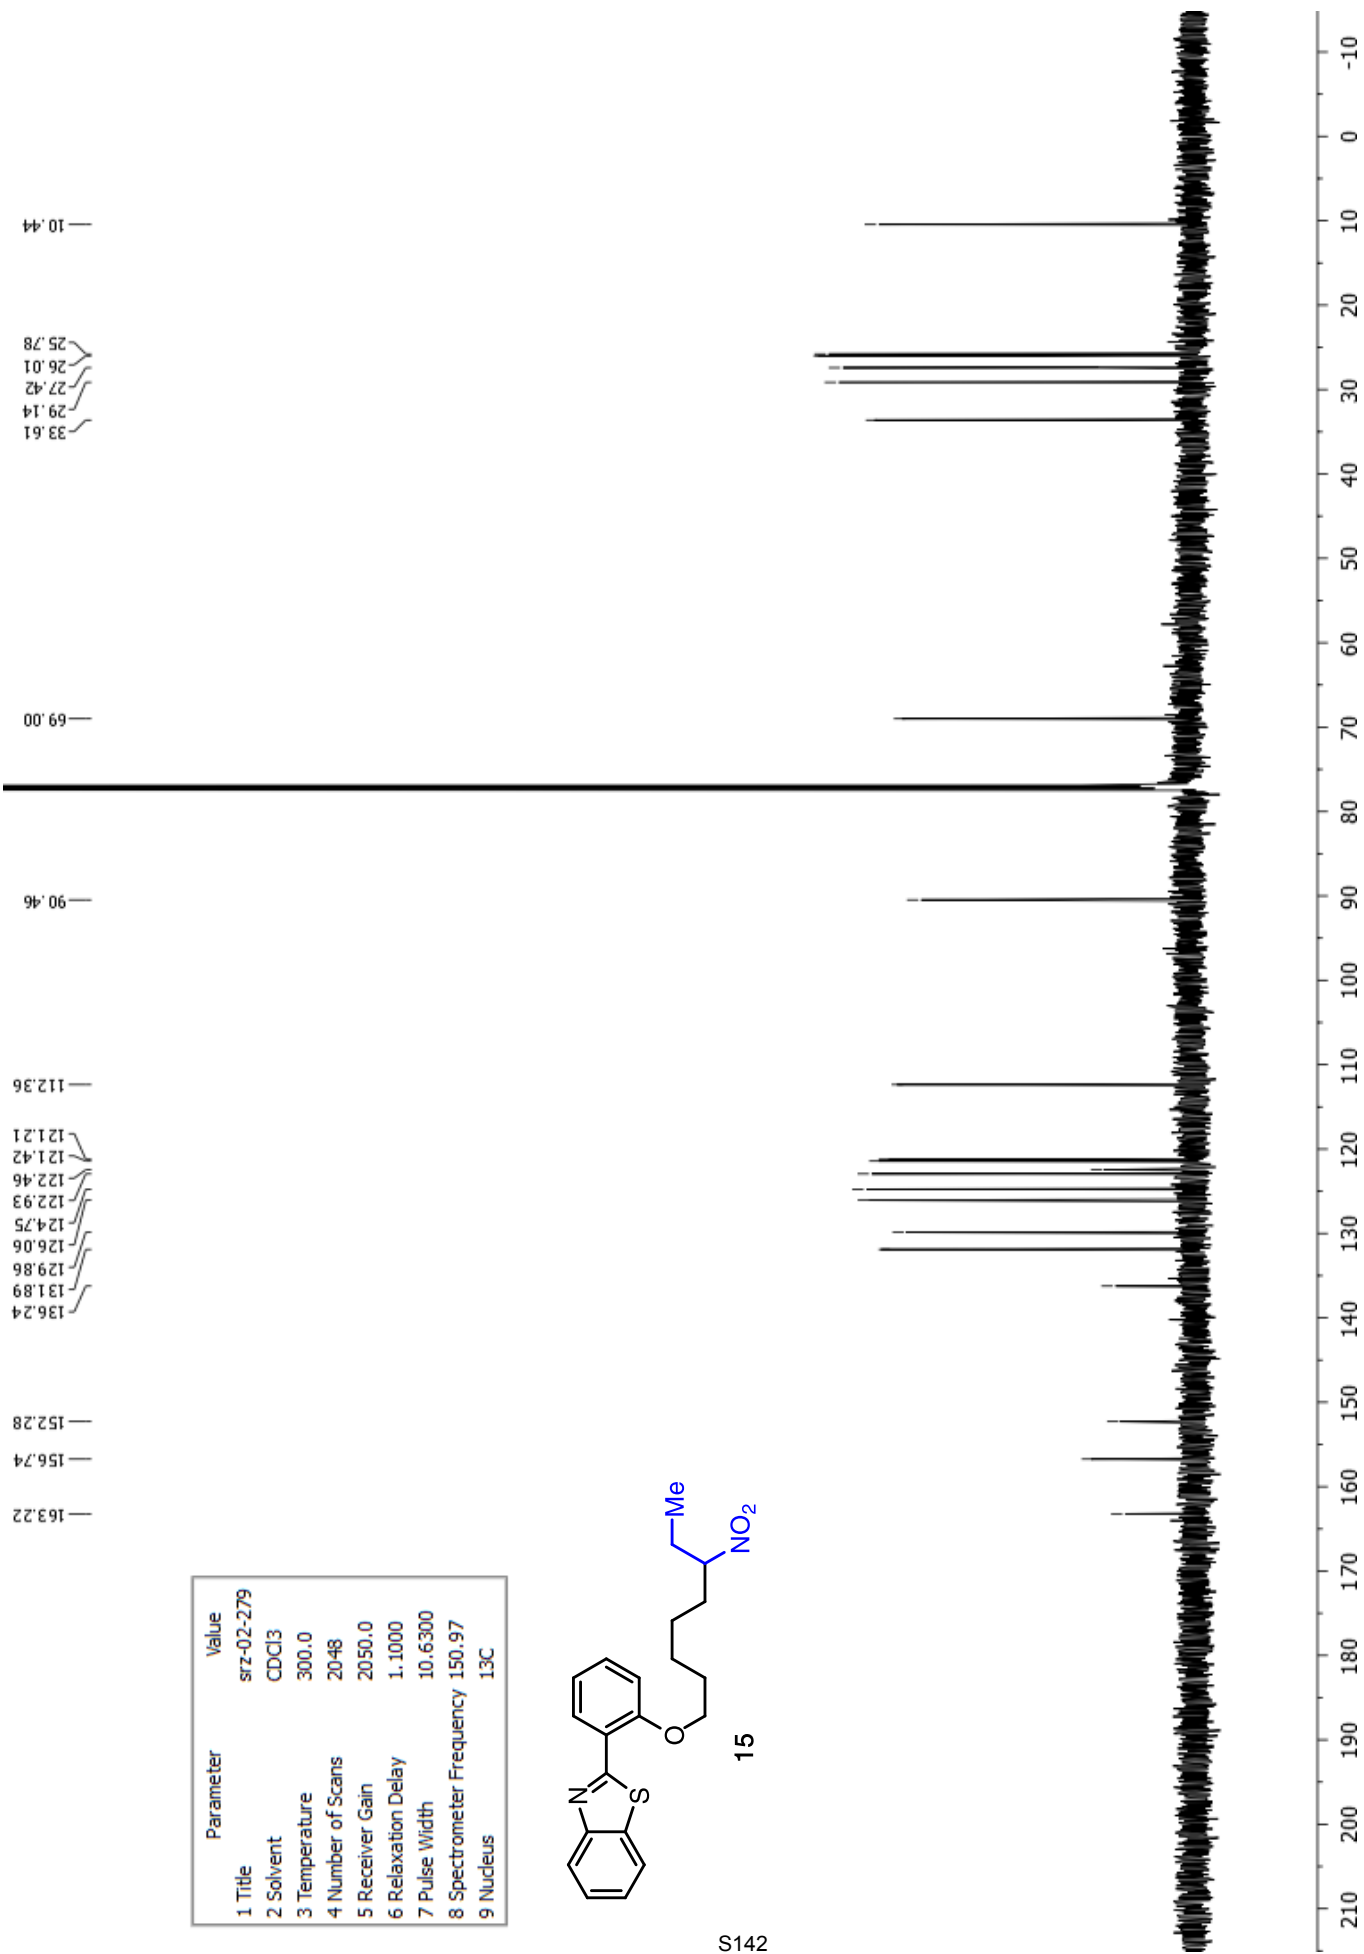 163.22
156.74
152.28
136.24
131.89
129.86
126.06
124.75
122.93
122.46
121.42
121.21
112.36
90.46
69.00
33.61
29.14
27.42
26.01
25.78
10.44
Parameter Value
1 Title srz-02-279
2 Solvent CDCl3
3 Temperature 300.0
4 Number of Scans 2048
5 Receiver Gain 2050.0
6 Relaxation Delay 1.1000
7 Pulse Width 10.6300
8 Spectrometer Frequency 150.97
9 Nucleus 13C
N
S
O
Me
NO2
15
210 200 190 180 170 160 150 140 130 120 110 100 90 80 70 60 50 40 30 20 10 0 -10
S142